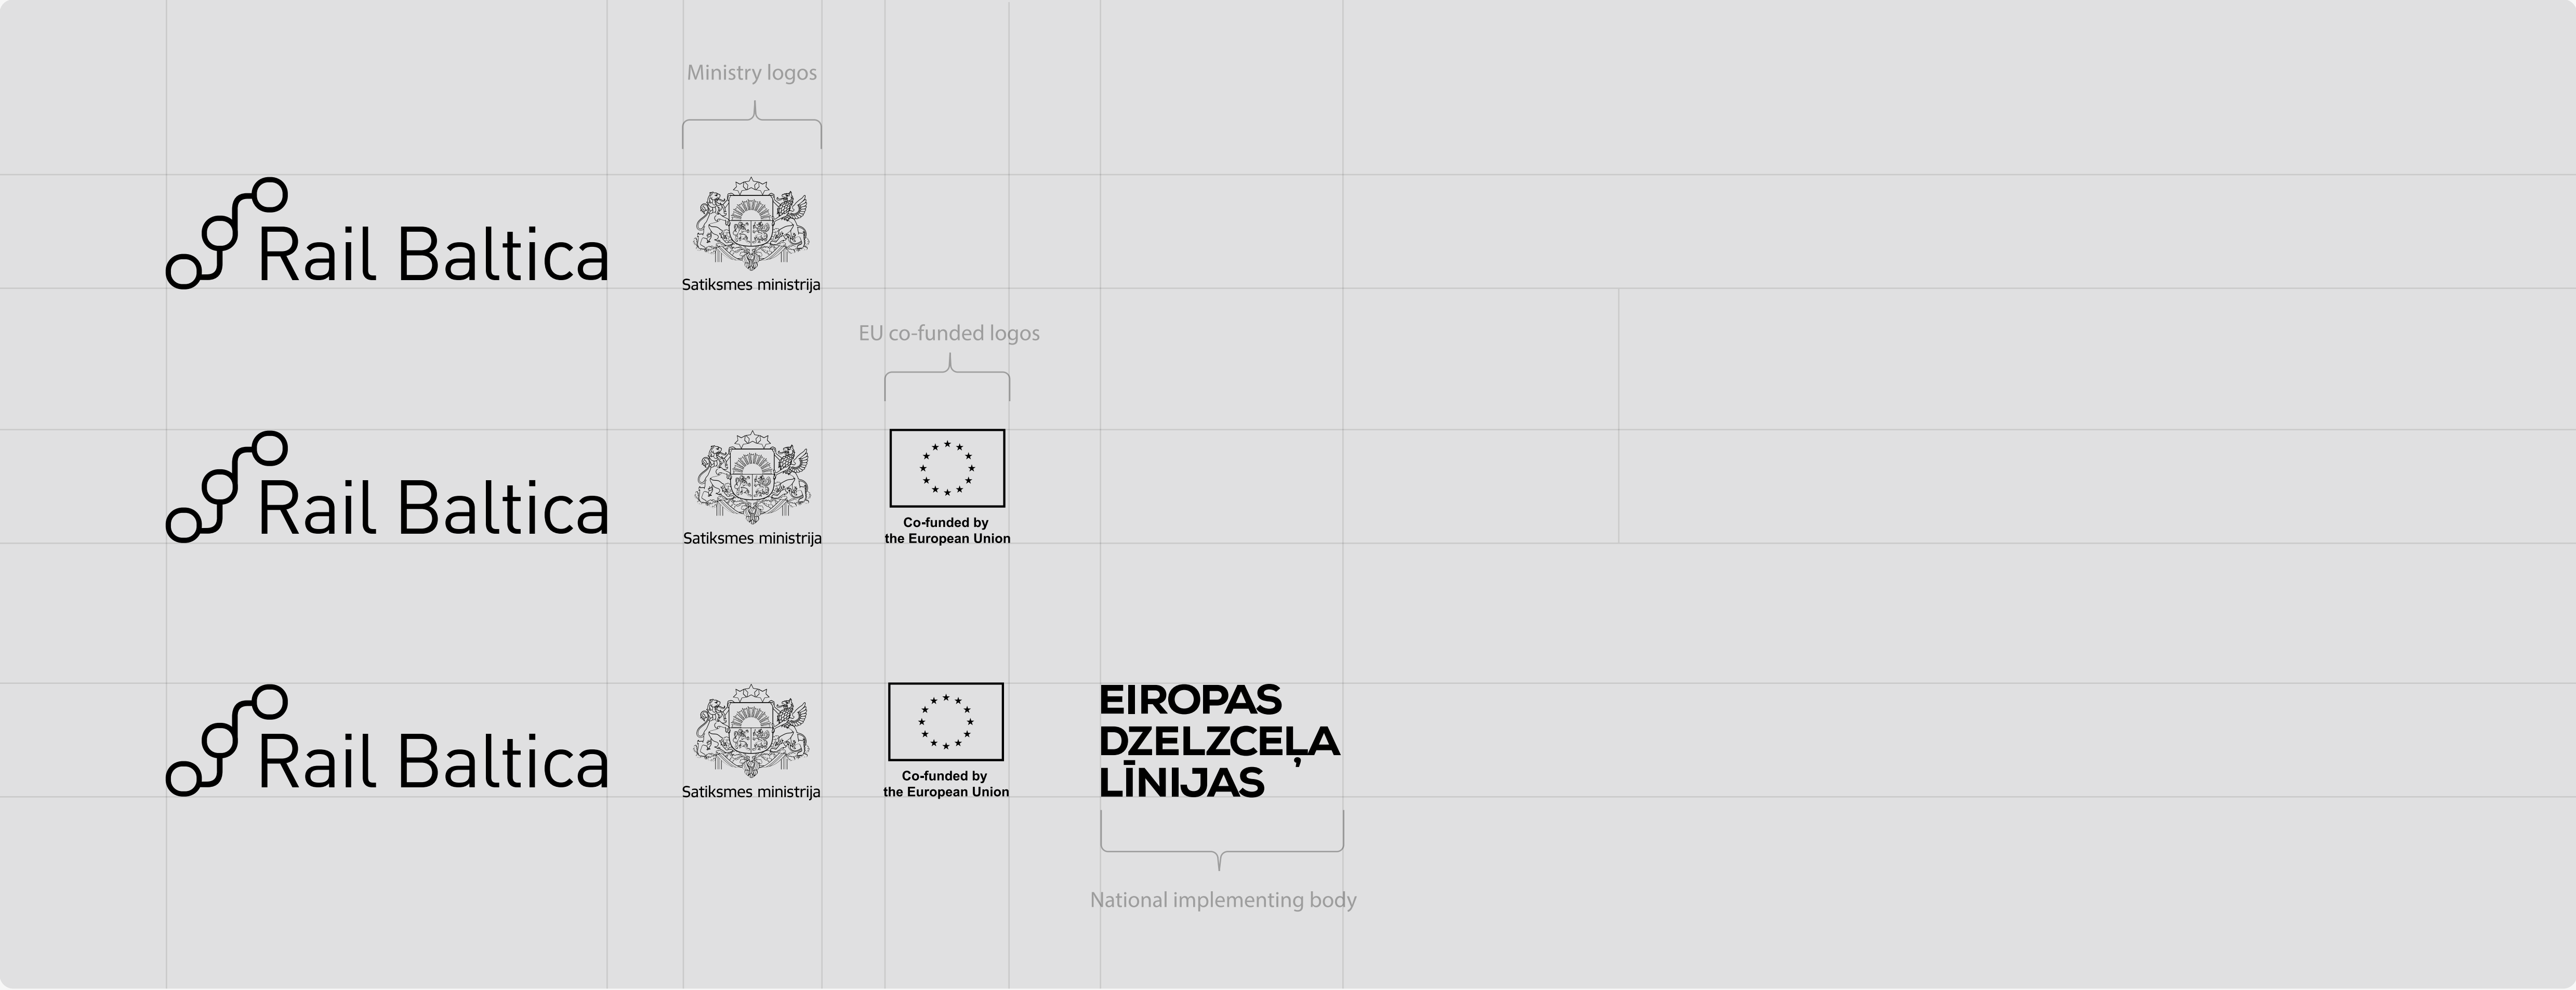 Ministry logos
Rail Baltica
Satiksmes ministrija
EU co-funded logos
Rail Baltica
Satiksmes ministrija
Co-funded by
the European Union
Rail Baltica
Satiksmes ministrija
Co-funded by
the European Union
EIROPAS
DZELZCEĻA
LĪNIJAS
National implementing body